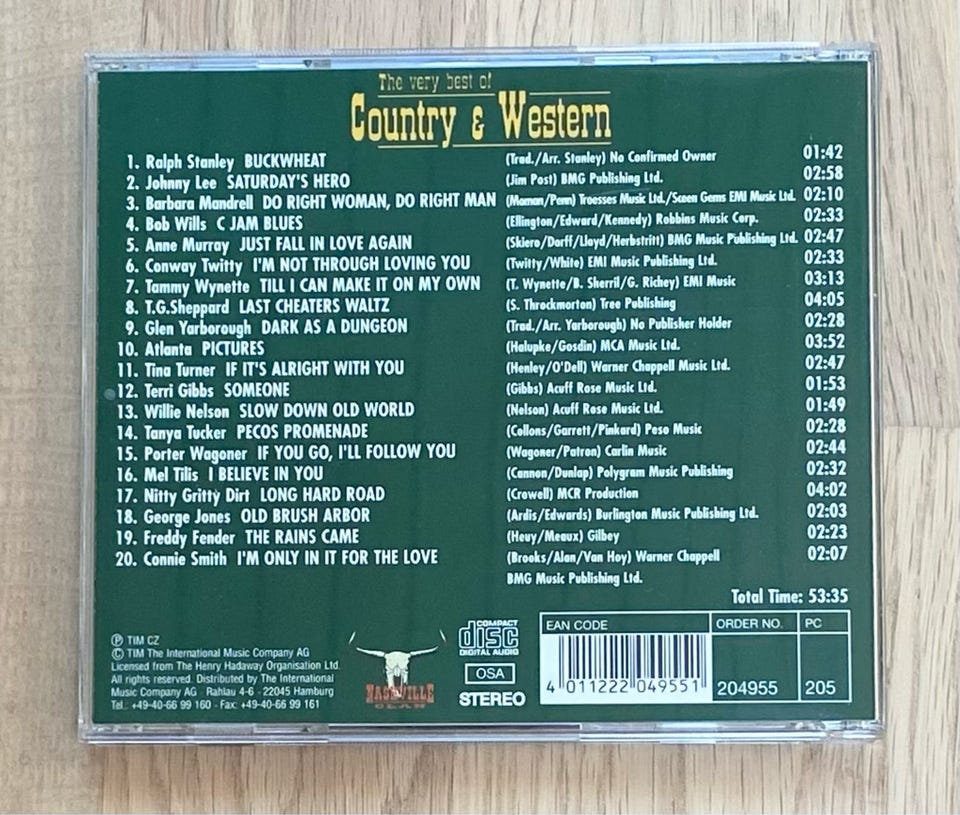 The very best of
Country & Western
1. Ralph Stanley BUCKWHEAT (Trad./Arr. Stanley) No Confirmed Owner 01:42
2. Johnny Lee SATURDAY'S HERO (Jim Post) BMG Publishing Ltd. 02:58
3. Barbara Mandrell DO RIGHT WOMAN, DO RIGHT MAN (Moman/Penn) Troesses Music Ltd./Sceen Gems EMI Music Ltd. 02:10
4. Bob Wills C JAM BLUES (Ellington/Edward/Kennedy) Robbins Music Corp. 02:33
5. Anne Murray JUST FALL IN LOVE AGAIN (Skiero/Dorff/Lloyd/Herbstritt) BMG Music Publishing Ltd. 02:47
6. Conway Twitty I'M NOT THROUGH LOVING YOU (Twitty/White) EMI Music Publishing Ltd. 02:33
7. Tammy Wynette TILL I CAN MAKE IT ON MY OWN (T. Wynette/B. Sherril/G. Richey) EMI Music 03:13
8. T.G.Sheppard LAST CHEATERS WALTZ (S. Throckmorton) Tree Publishing 04:05
9. Glen Yarborough DARK AS A DUNGEON (Trad./Arr. Yarborough) No Publisher Holder 02:28
10. Atlanta PICTURES (Halupke/Gosdin) MCA Music Ltd. 03:52
11. Tina Turner IF IT'S ALRIGHT WITH YOU (Henley/O'Dell) Warner Chappell Music Ltd. 02:47
12. Terri Gibbs SOMEONE (Gibbs) Acuff Rose Music Ltd. 01:53
13. Willie Nelson SLOW DOWN OLD WORLD (Nelson) Acuff Rose Music Ltd. 01:49
14. Tanya Tucker PECOS PROMENADE (Collons/Garrett/Pinkard) Peso Music 02:28
15. Porter Wagoner IF YOU GO, I'LL FOLLOW YOU (Wagoner/Patron) Carlin Music 02:44
16. Mel Tilis I BELIEVE IN YOU (Cannon/Dunlap) Polygram Music Publishing 02:32
17. Nitty Gritty Dirt LONG HARD ROAD (Crowell) MCR Production 04:02
18. George Jones OLD BRUSH ARBOR (Ardis/Edwards) Burlington Music Publishing Ltd. 02:03
19. Freddy Fender THE RAINS CAME (Heuy/Meaux) Gilbey 02:23
20. Connie Smith I'M ONLY IN IT FOR THE LOVE (Brooks/Alan/Van Hoy) Warner Chappell 02:07
BMG Music Publishing Ltd.
Total Time: 53:35
℗ TIM CZ
© TIM The International Music Company AG
Licensed from The Henry Hadaway Organisation Ltd.
All rights reserved. Distributed by The International
Music Company AG . Rahlau 4-6 - 22045 Hamburg
Tel.: +49-40-66 99 160 - Fax: +49-40-66 99 161
NASHVILLE
COMPACT
disc
DIGITAL AUDIO
OSA
STEREO
EAN CODE
4 011222 049551
ORDER NO.
204955
PC
205